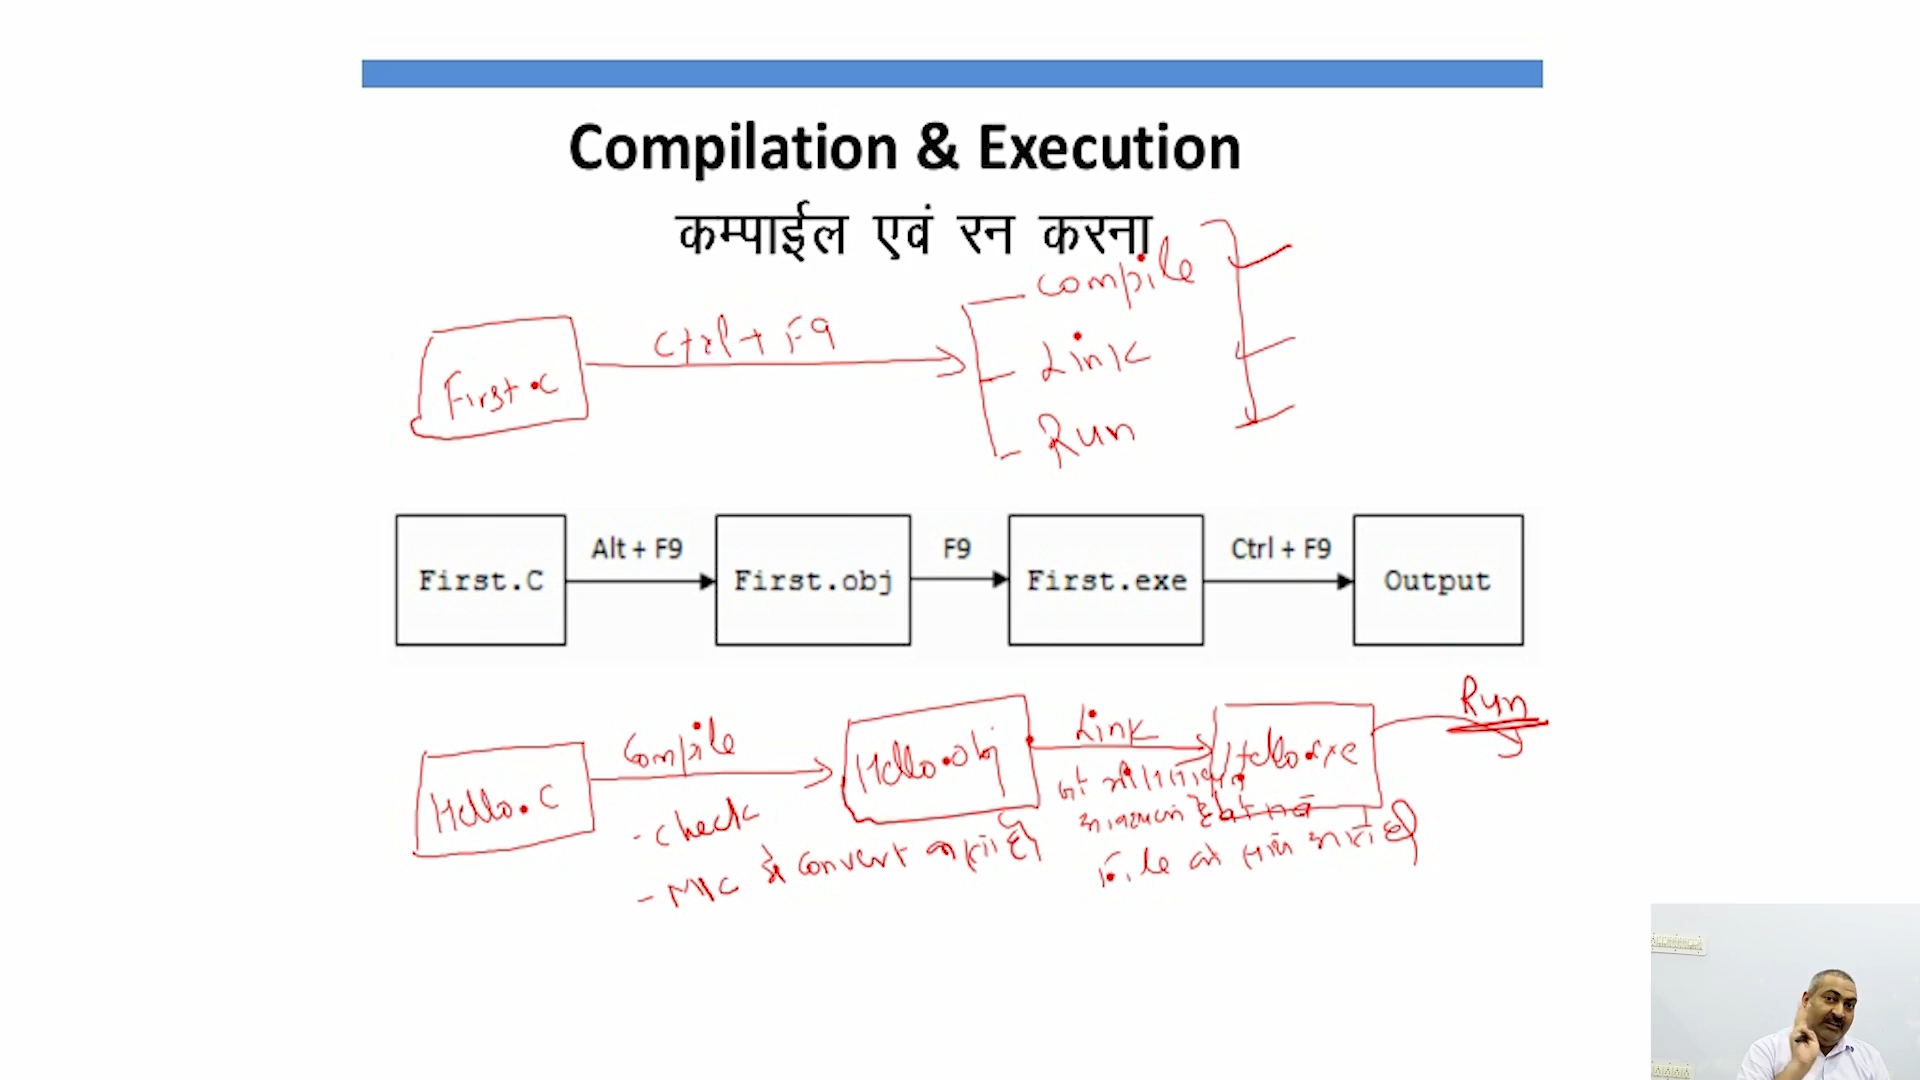 Compilation & Execution
कम्पाईल एवं रन करना
First.c
Ctrl + F9
Compile
Link
Run
First.C
Alt + F9
First.obj
F9
First.exe
Ctrl + F9
Output
Hello.C
Compile
Hello.obj
Link
Hello.exe
Run
- check
- M/C में convert करता है
फाईल को